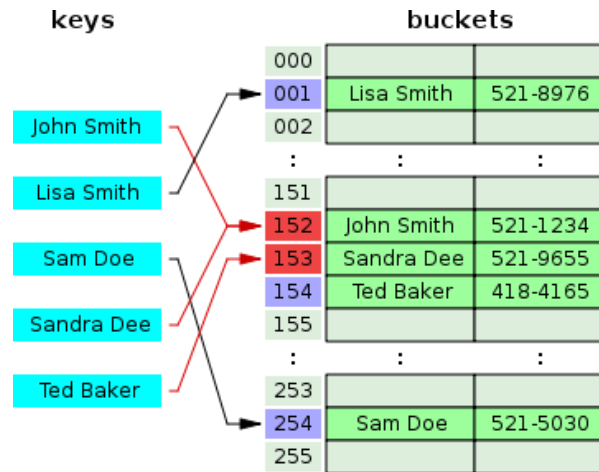 keys
buckets
000
001 Lisa Smith 521-8976
002
: : :
151
152 John Smith 521-1234
153 Sandra Dee 521-9655
154 Ted Baker 418-4165
155
: : :
253
254 Sam Doe 521-5030
255
John Smith
Lisa Smith
Sam Doe
Sandra Dee
Ted Baker